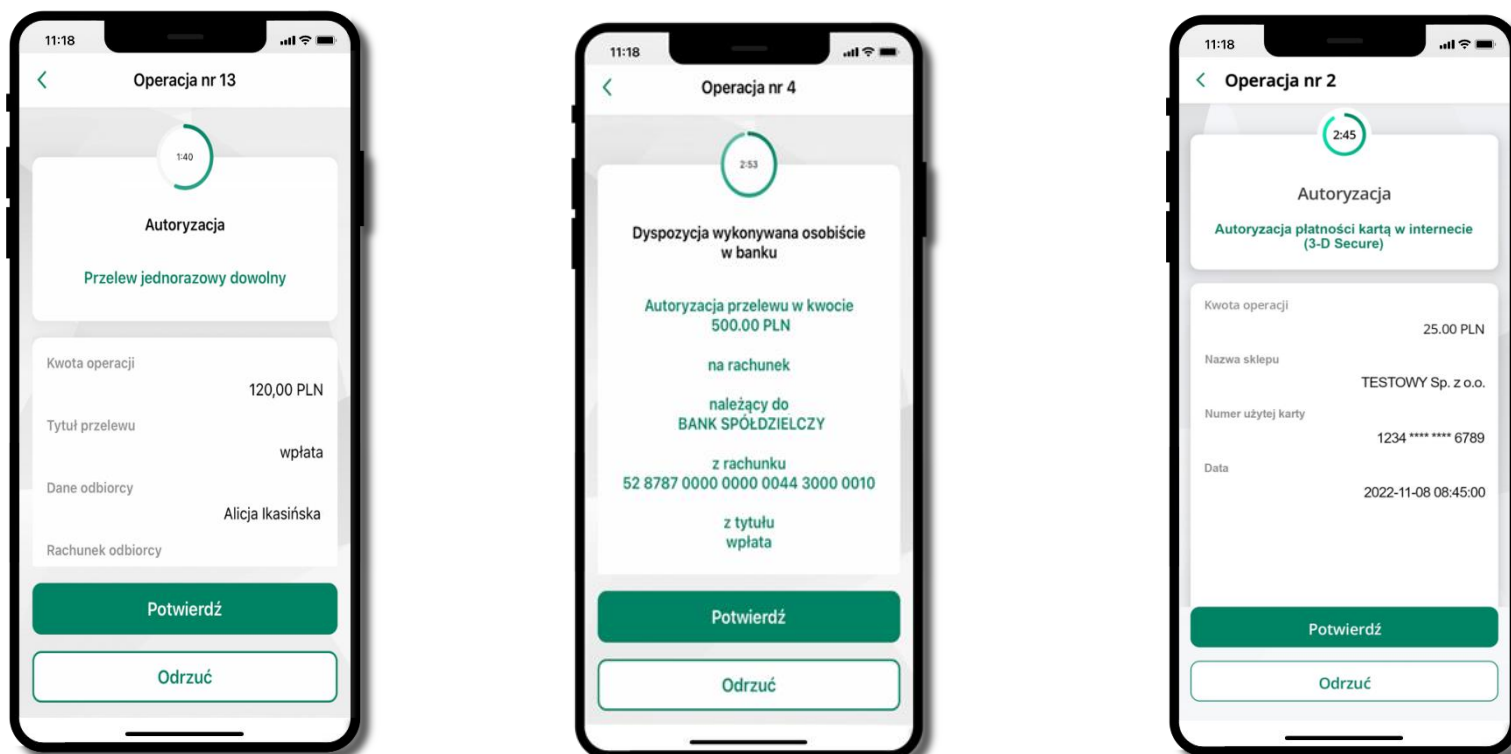 11:18
Operacja nr 13
1:40
Autoryzacja
Przelew jednorazowy dowolny
Kwota operacji
120,00 PLN
Tytuł przelewu
wpłata
Dane odbiorcy
Alicja Ikasińska
Rachunek odbiorcy
Potwierdź
Odrzuć
11:18
Operacja nr 4
2:53
Dyspozycja wykonywana osobiście
w banku
Autoryzacja przelewu w kwocie
500.00 PLN
na rachunek
należący do
BANK SPÓŁDZIELCZY
z rachunku
52 8787 0000 0000 0044 3000 0010
z tytułu
wpłata
Potwierdź
Odrzuć
11:18
Operacja nr 2
2:45
Autoryzacja
Autoryzacja płatności kartą w internecie
(3-D Secure)
Kwota operacji
25.00 PLN
Nazwa sklepu
TESTOWY Sp. z o.o.
Numer użytej karty
1234 **** **** 6789
Data
2022-11-08 08:45:00
Potwierdź
Odrzuć